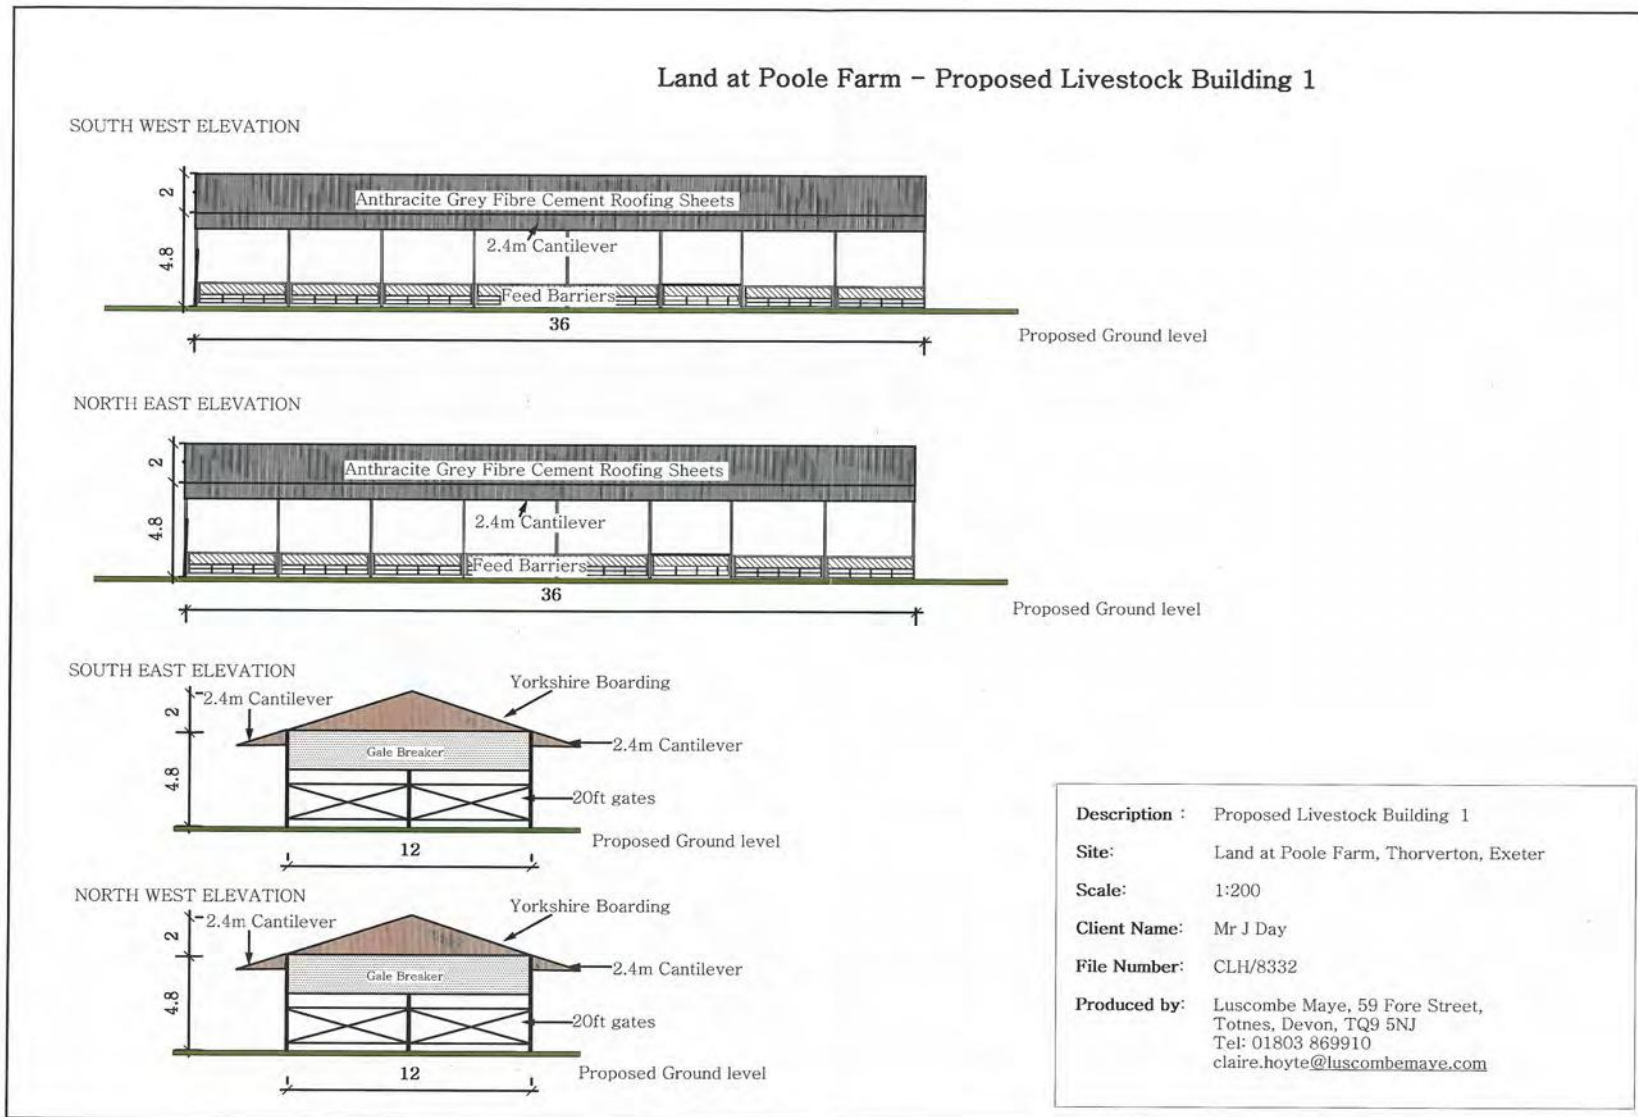 Land at Poole Farm - Proposed Livestock Building 1
SOUTH WEST ELEVATION
2
Anthracite Grey Fibre Cement Roofing Sheets
2.4m Cantilever
4.8
Feed Barriers
36
Proposed Ground level
NORTH EAST ELEVATION
2
Anthracite Grey Fibre Cement Roofing Sheets
2.4m Cantilever
4.8
Feed Barriers
36
Proposed Ground level
SOUTH EAST ELEVATION
2.4m Cantilever
Yorkshire Boarding
2
Gale Breaker
2.4m Cantilever
4.8
20ft gates
Proposed Ground level
12
NORTH WEST ELEVATION
2.4m Cantilever
Yorkshire Boarding
2
Gale Breaker
2.4m Cantilever
4.8
20ft gates
Proposed Ground level
12
Description : Proposed Livestock Building 1
Site: Land at Poole Farm, Thorverton, Exeter
Scale: 1:200
Client Name: Mr J Day
File Number: CLH/8332
Produced by: Luscombe Maye, 59 Fore Street,
Totnes, Devon, TQ9 5NJ
Tel: 01803 869910
claire.hoyte@luscombemaye.com